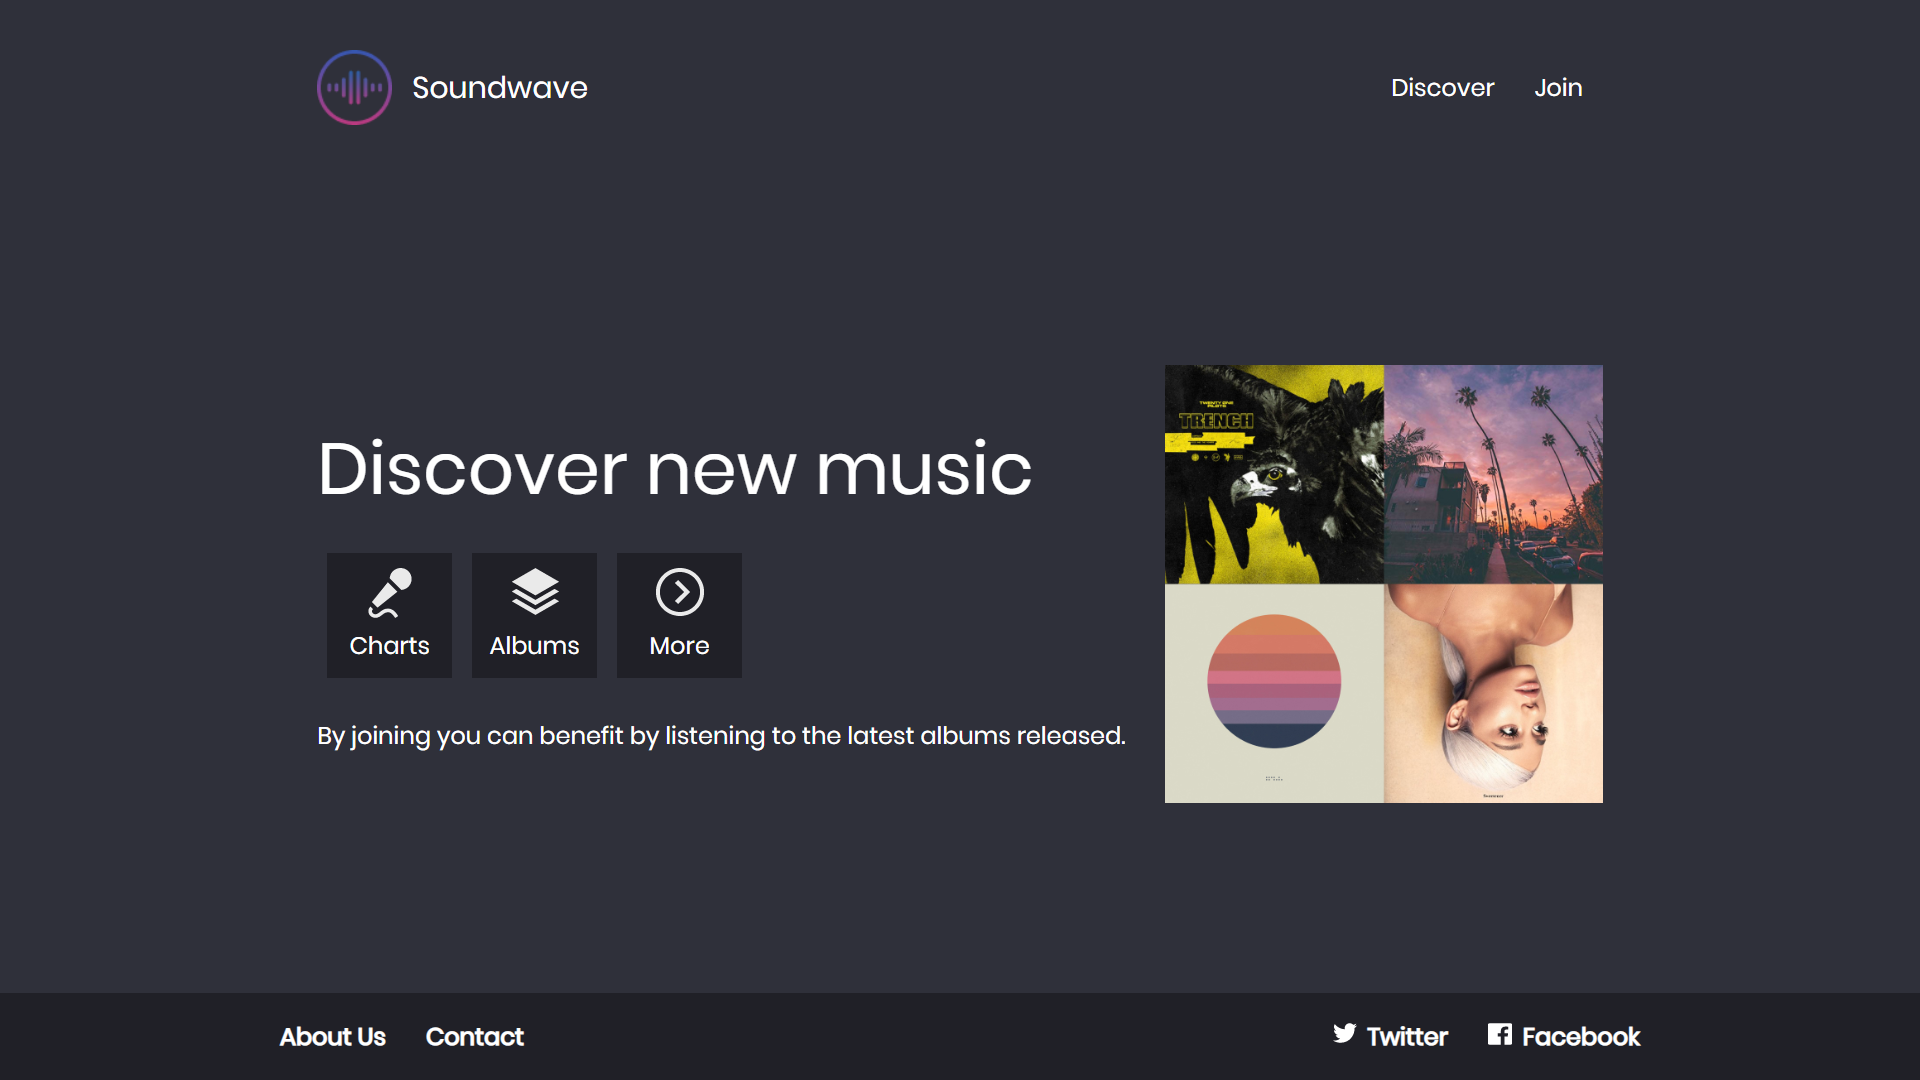 Soundwave
Discover
Join
Discover new music
TWENTY ONE
PILOTS
TRENCH
Charts
Albums
More
By joining you can benefit by listening to the latest albums released.
About Us
Contact
Twitter
Facebook